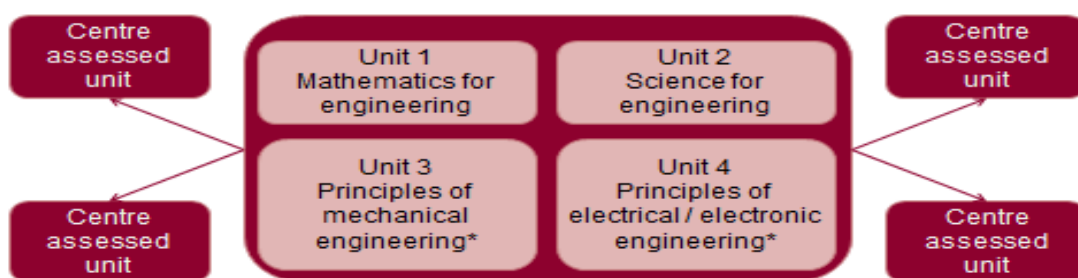 Centre
assessed
unit
Unit 1
Mathematics for
engineering
Unit 2
Science for
engineering
Centre
assessed
unit
Centre
assessed
unit
Unit 3
Principles of
mechanical
engineering*
Unit 4
Principles of
electrical / electronic
engineering*
Centre
assessed
unit